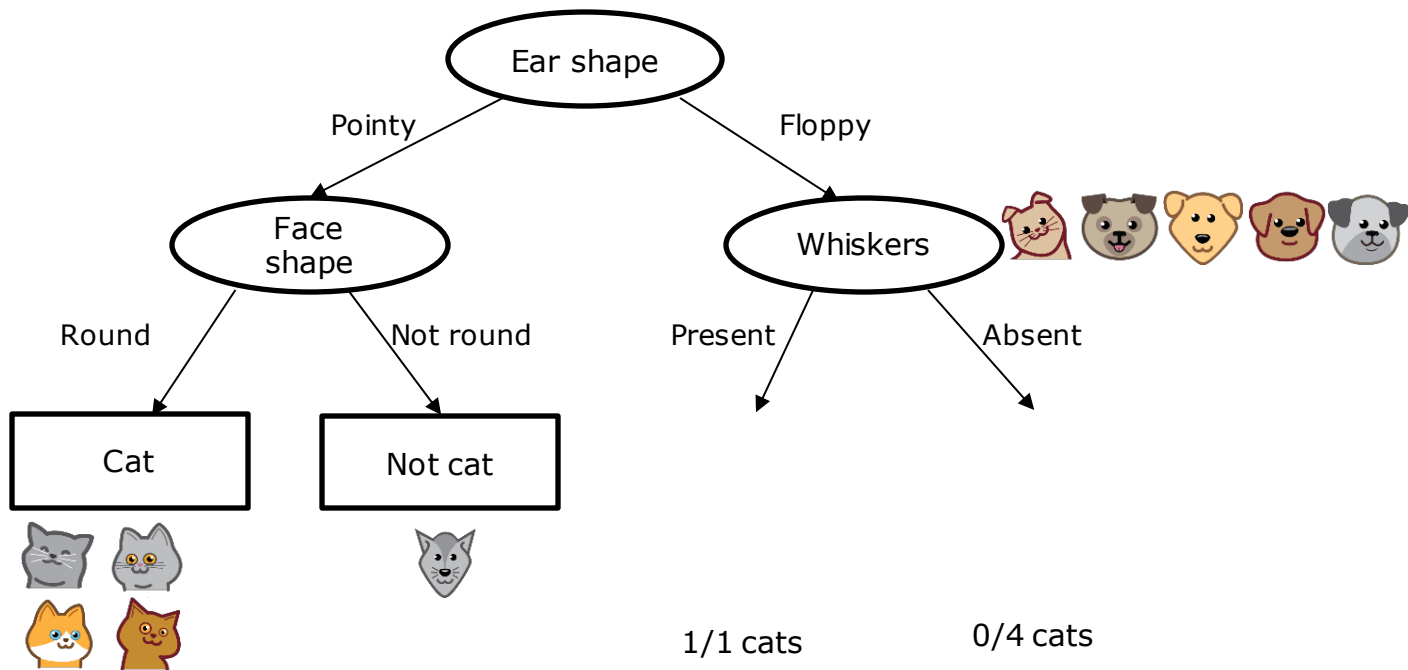 Ear shape
Pointy
Floppy
Face
shape
Whiskers
Round
Not round
Present
Absent
Cat
Not cat
1/1 cats
0/4 cats